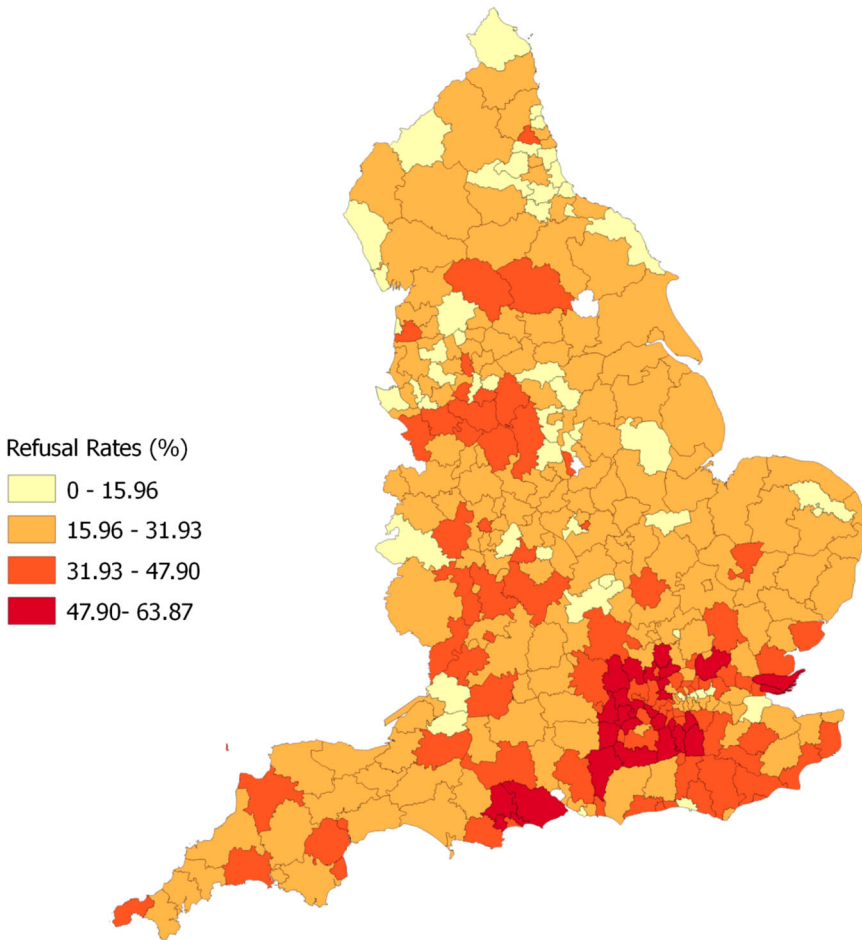 Refusal Rates (%)
0 - 15.96
15.96 - 31.93
31.93 - 47.90
47.90- 63.87